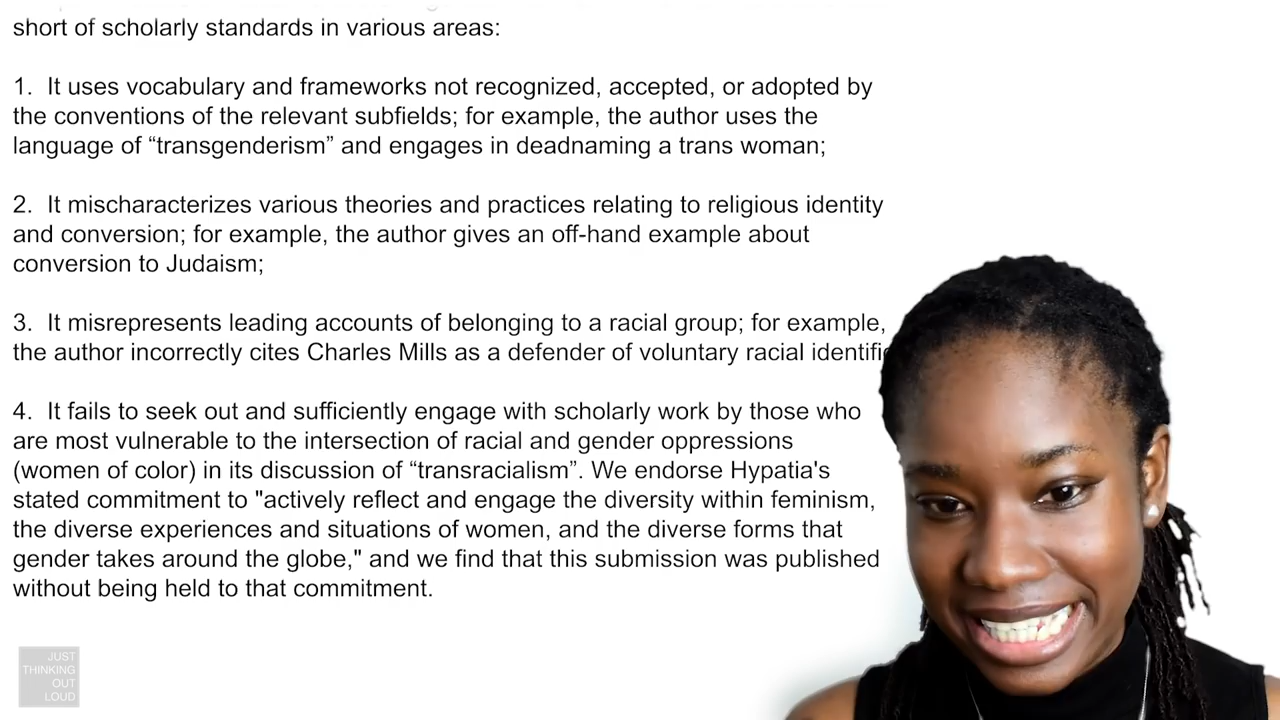 short of scholarly standards in various areas:
1. It uses vocabulary and frameworks not recognized, accepted, or adopted by
the conventions of the relevant subfields; for example, the author uses the
language of “transgenderism” and engages in deadnaming a trans woman;
2. It mischaracterizes various theories and practices relating to religious identity
and conversion; for example, the author gives an off-hand example about
conversion to Judaism;
3. It misrepresents leading accounts of belonging to a racial group; for example,
the author incorrectly cites Charles Mills as a defender of voluntary racial
4. It fails to seek out and sufficiently engage with scholarly work by those who
are most vulnerable to the intersection of racial and gender oppressions
(women of color) in its discussion of “transracialism”. We endorse Hypatia's
stated commitment to "actively reflect and engage the diversity within feminism,
the diverse experiences and situations of women, and the diverse forms that
gender takes around the globe," and we find that this submission was published
without being held to that commitment.
JUST
THINKING
OUT
LOUD